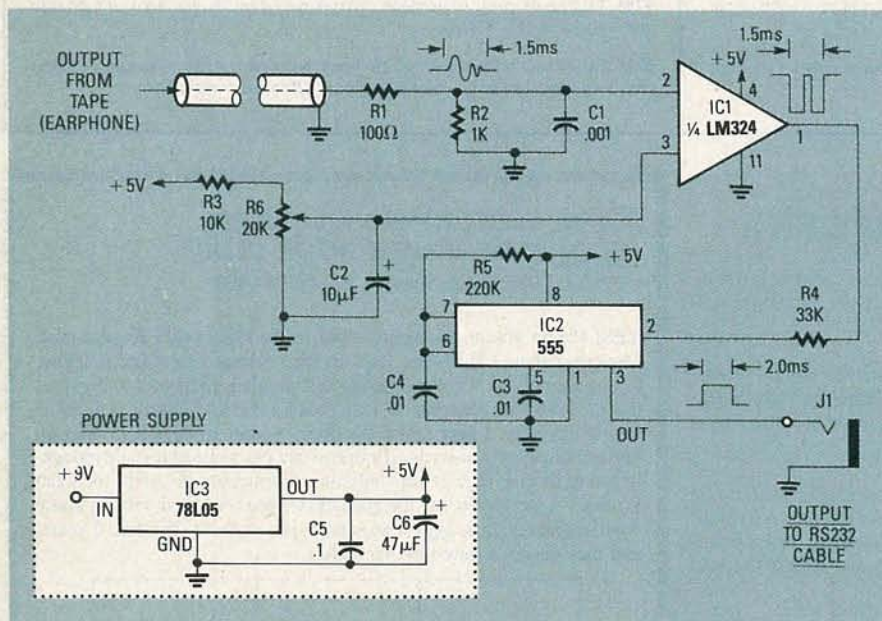 OUTPUT
FROM
TAPE
(EARPHONE)
R1
100Ω
1.5ms
R2
1K
C1
.001
2
3
+5V
4
IC1
¼ LM324
11
1
1.5ms
+5V
R3
10K
R6
20K
C2
10µF
+
R5
220K
+5V
8
7
6
IC2
555
2
5
1
3
C4
.01
C3
.01
R4
33K
2.0ms
OUT
J1
OUTPUT
TO RS232
CABLE
POWER SUPPLY
+9V
IN
IC3
78L05
OUT
GND
+5V
C5
.1
C6
47µF
+